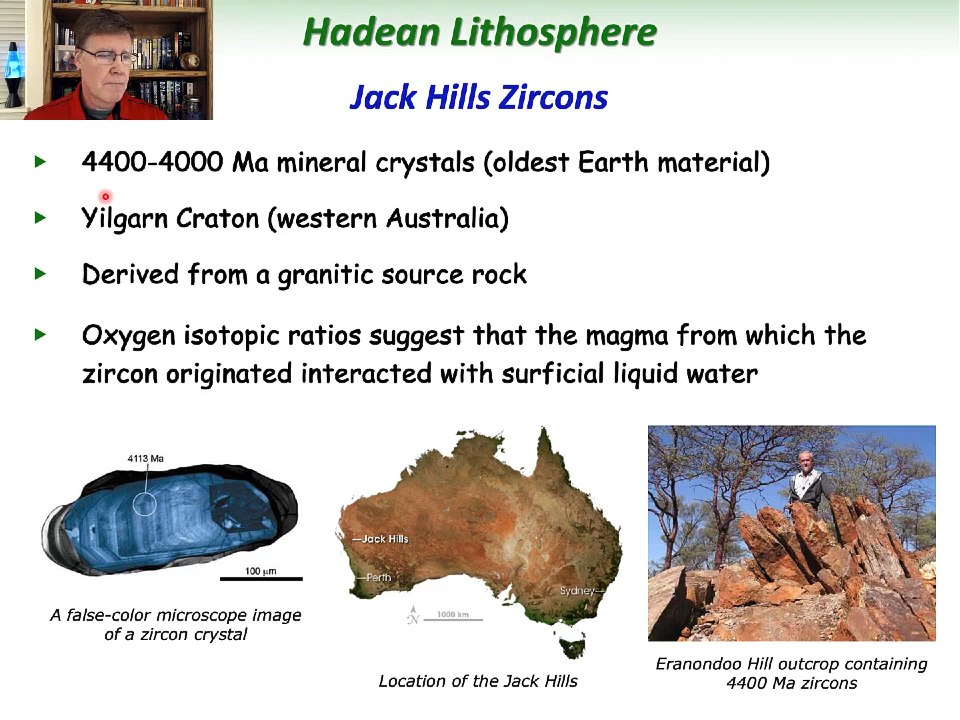 Hadean Lithosphere
Jack Hills Zircons
4400-4000 Ma mineral crystals (oldest Earth material)
Yilgarn Craton (western Australia)
Derived from a granitic source rock
Oxygen isotopic ratios suggest that the magma from which the
zircon originated interacted with surficial liquid water
4113 Ma
100 μm
A false-color microscope image
of a zircon crystal
Jack Hills
Perth
Sydney
N
1000 km
Location of the Jack Hills
Eranondoo Hill outcrop containing
4400 Ma zircons